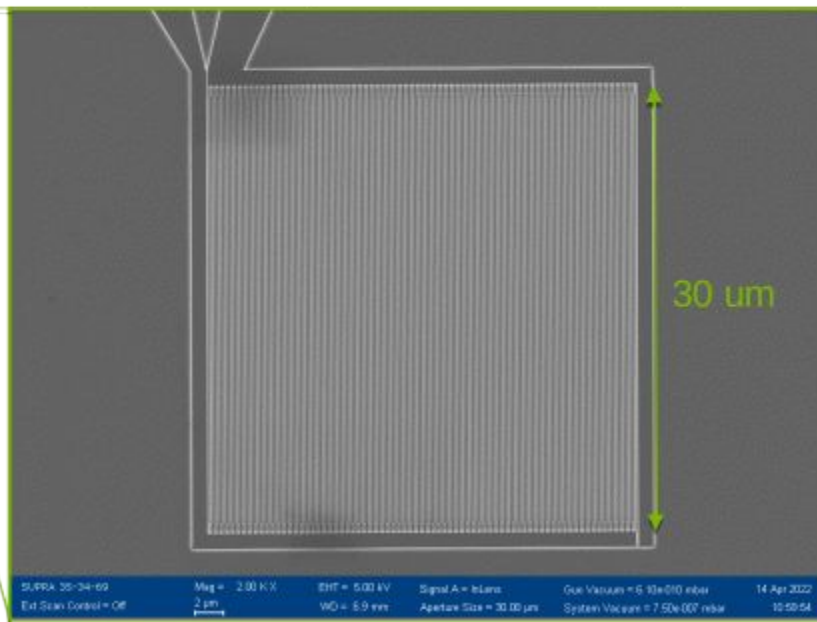 30 um
SUPRA 35-34-69 Mag = 2.00 K X EHT = 5.00 kV Signal A = InLens Gun Vacuum = 6.10e-010 mbar 14 Apr 2022
Ext Scan Control = Off 2 µm WD = 6.9 mm Aperture Size = 30.00 µm System Vacuum = 7.50e-007 mbar 10:59:54